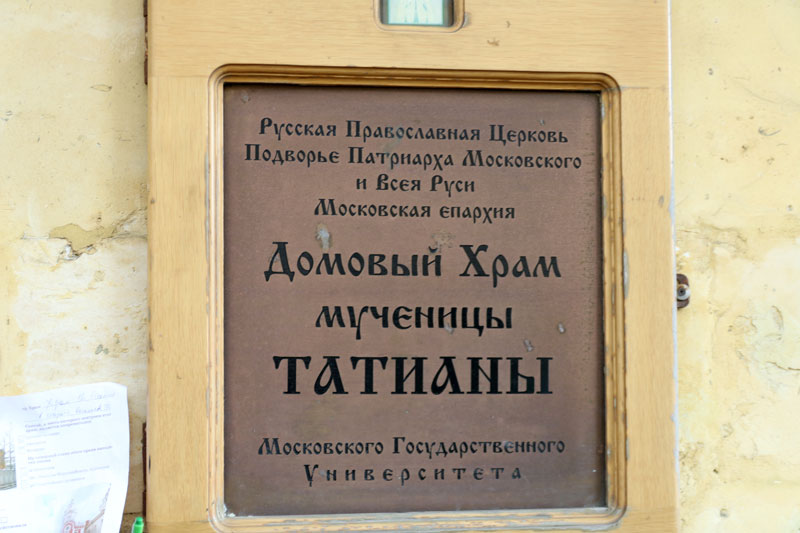 Русская Православная Церковь
Подворье Патриарха Московского
и Всея Руси
Московская епархия
Домовый Храм
мученицы
ТАТИАНЫ
Московского Государственного
Университета